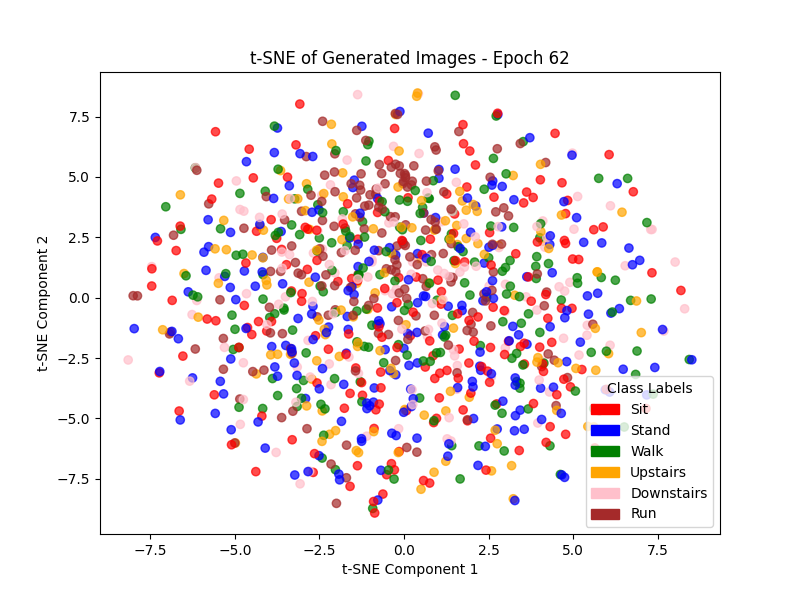 t-SNE of Generated Images - Epoch 62
7.5
5.0
2.5
0.0
−2.5
−5.0
−7.5
t-SNE Component 2
Class Labels
Sit
Stand
Walk
Upstairs
Downstairs
Run
−7.5 −5.0 −2.5 0.0 2.5 5.0 7.5
t-SNE Component 1